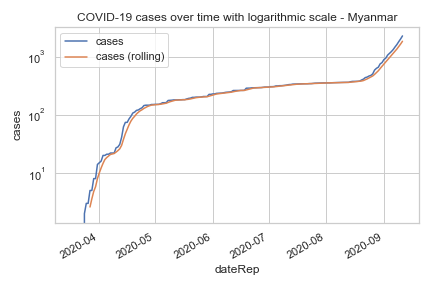 COVID-19 cases over time with logarithmic scale - Myanmar
cases
cases (rolling)
10³
10²
10¹
cases
2020-04
2020-05
2020-06
2020-07
2020-08
2020-09
dateRep